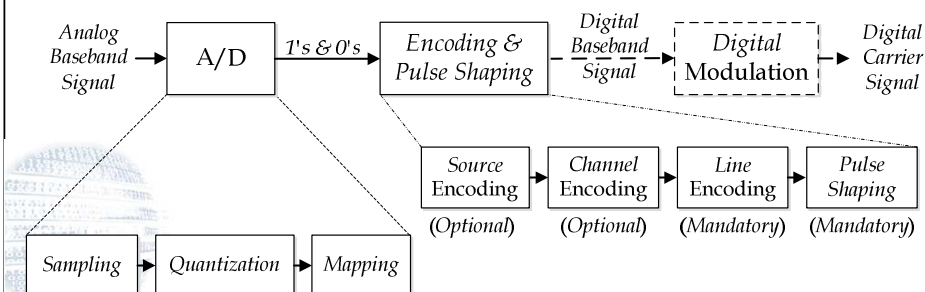 Analog
Baseband
Signal
A/D
1's & 0's
Encoding &
Pulse Shaping
Digital
Baseband
Signal
Digital
Modulation
Digital
Carrier
Signal
Source
Encoding
(Optional)
Channel
Encoding
(Optional)
Line
Encoding
(Mandatory)
Pulse
Shaping
(Mandatory)
Sampling
Quantization
Mapping